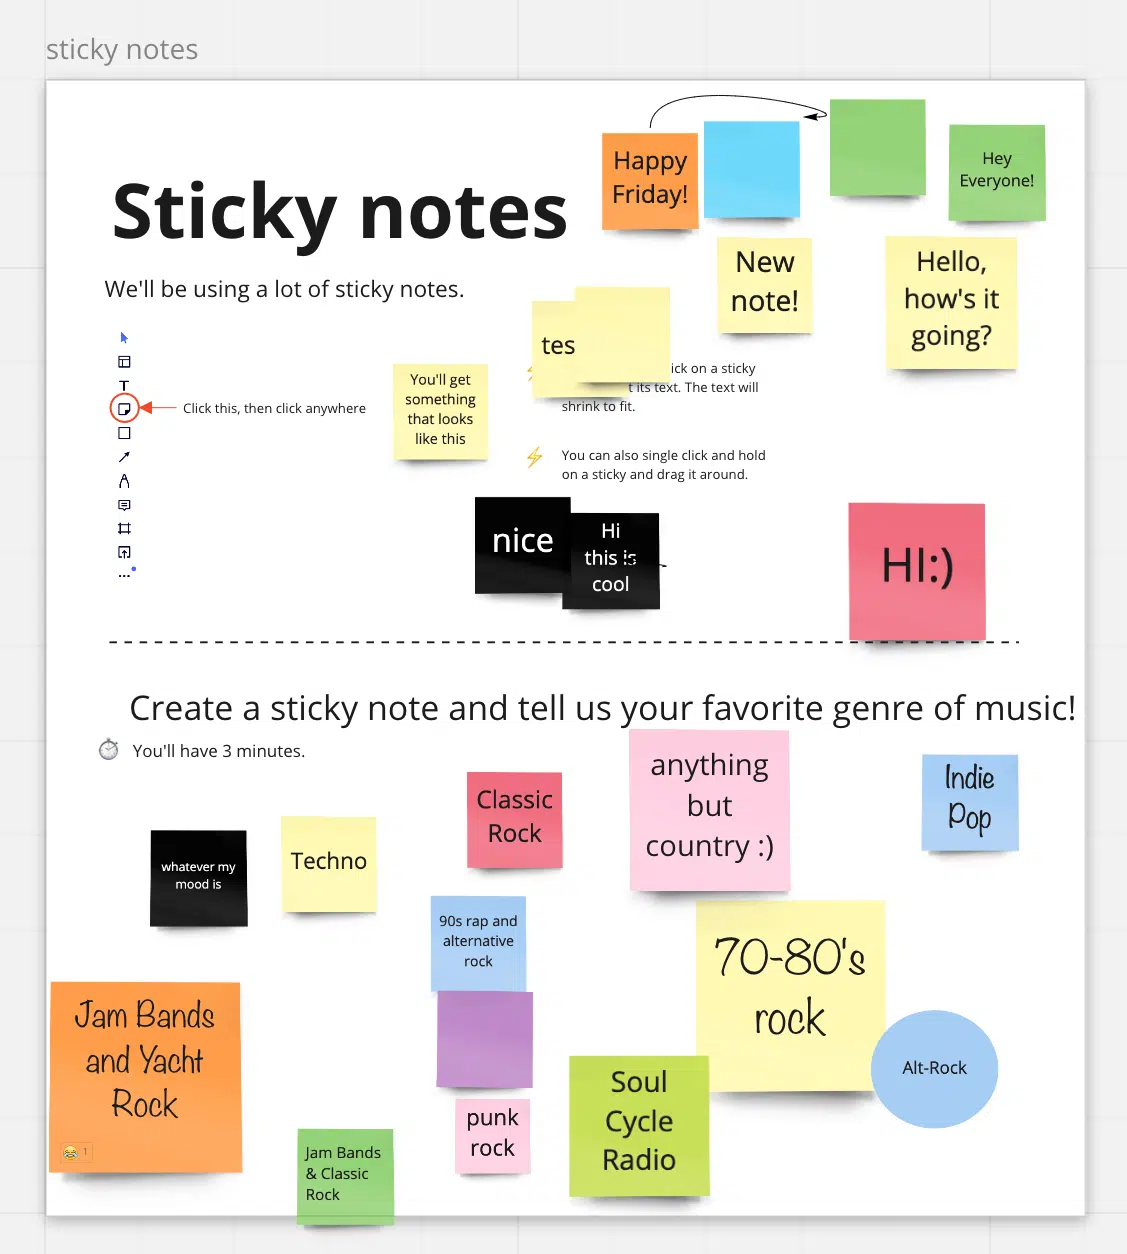 sticky notes
Happy
Friday!
Hey
Everyone!
Sticky notes
New
note!
Hello,
how's it
going?
We'll be using a lot of sticky notes.
tes
T
Click this, then click anywhere
You'll get
something
that looks
like this
ick on a sticky
t its text. The text will
shrink to fit.
You can also single click and hold
on a sticky and drag it around.
nice
Hi
this is
cool
HI:)
Create a sticky note and tell us your favorite genre of music!
You'll have 3 minutes.
anything
but
country :)
Indie
Pop
Classic
Rock
whatever my
mood is
Techno
90s rap and
alternative
rock
70-80's
rock
Jam Bands
and Yacht
Rock
1
Alt-Rock
Soul
Cycle
Radio
punk
rock
Jam Bands
& Classic
Rock